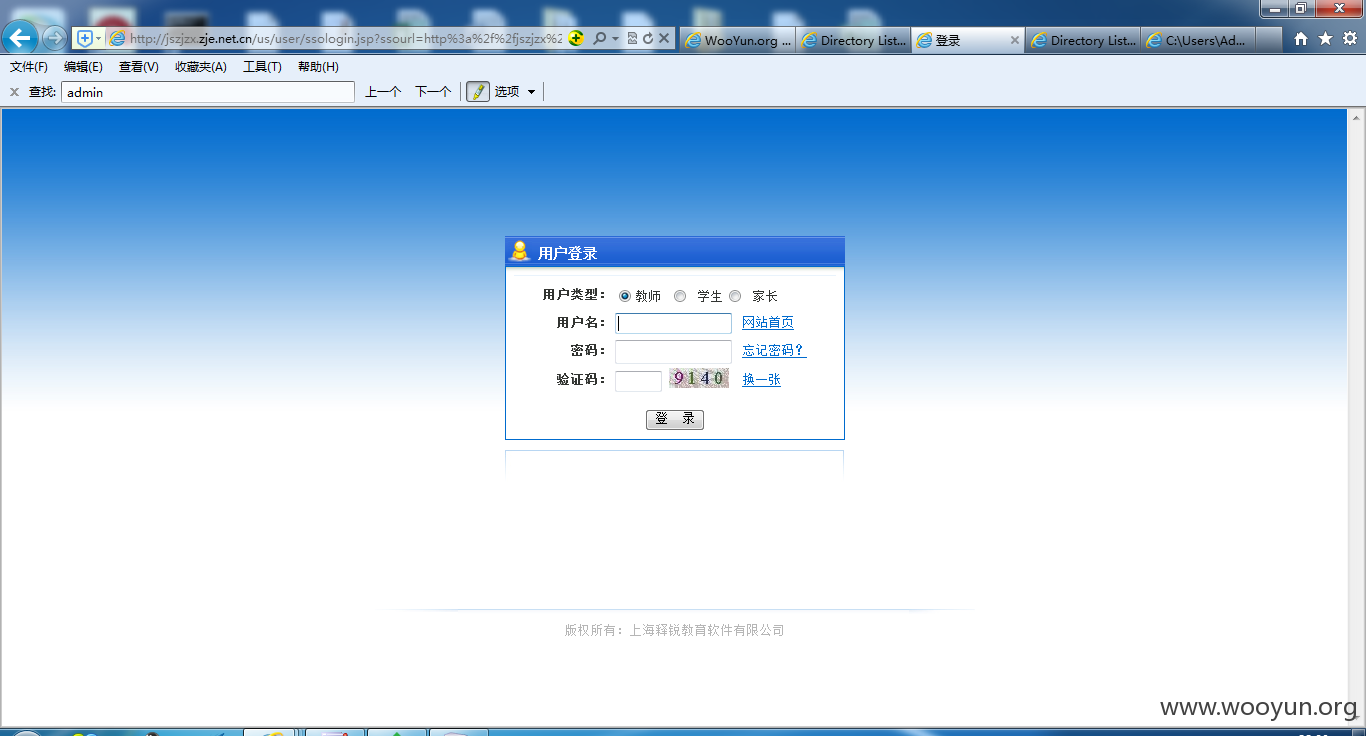 http://jszjzx.zje.net.cn/us/user/ssologin.jsp?ssourl=http%3a%2f%2fjszjzx%2
WooYun.org ...
Directory List...
登录
Directory List...
C:\Users\Ad...
文件(F) 编辑(E) 查看(V) 收藏夹(A) 工具(T) 帮助(H)
查找: admin 上一个 下一个 选项
用户登录
用户类型: 教师 学生 家长
用户名: 网站首页
密码: 忘记密码?
验证码: 9140 换一张
登 录
版权所有：上海释锐教育软件有限公司
www.wooyun.org